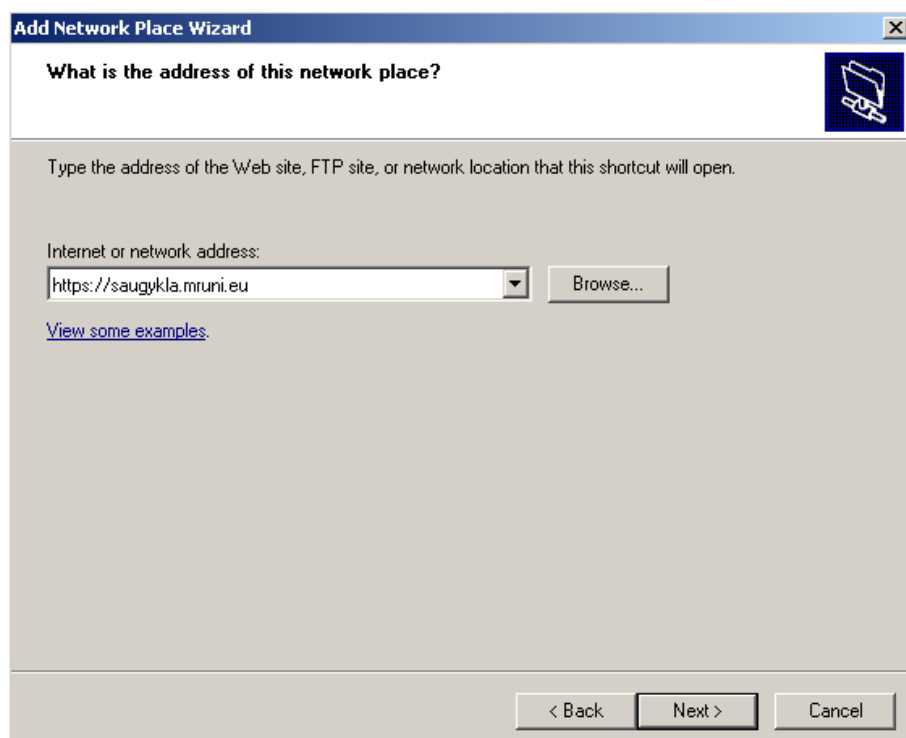 Add Network Place Wizard
What is the address of this network place?
Type the address of the Web site, FTP site, or network location that this shortcut will open.
Internet or network address:
https://saugykla.mruni.eu
Browse...
View some examples.
< Back
Next >
Cancel